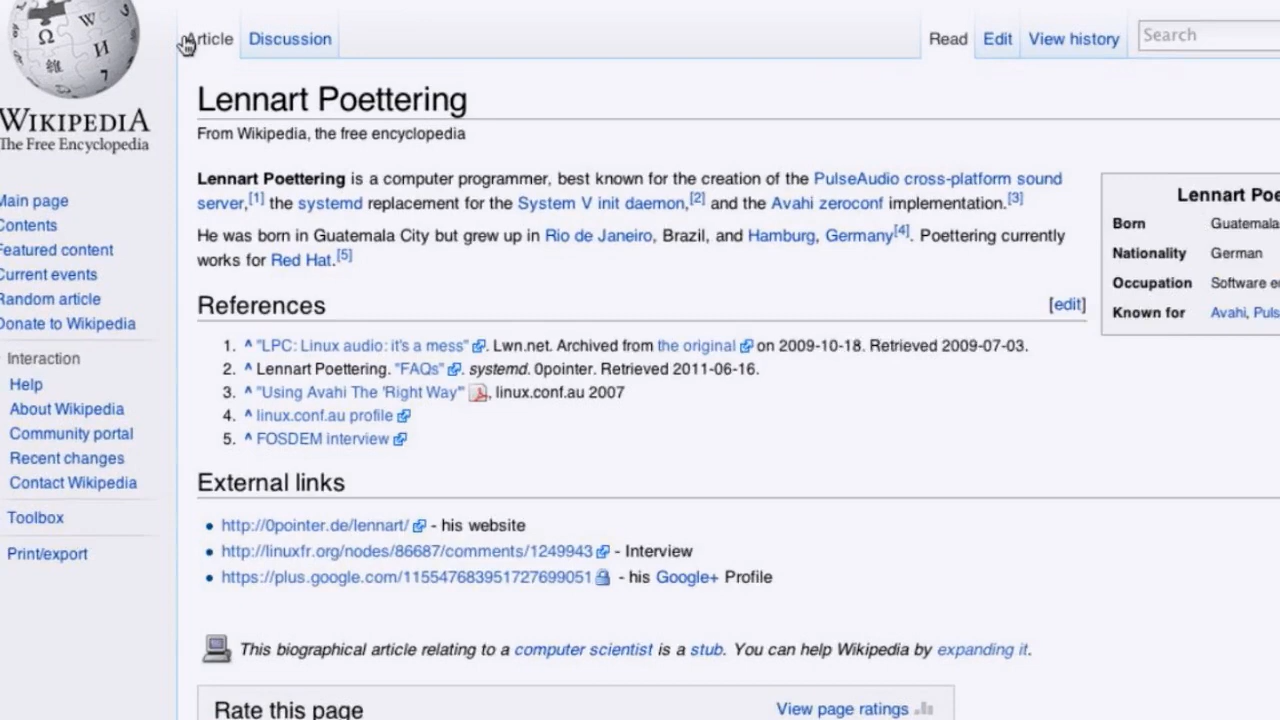 Article Discussion Read Edit View history Search
WIKIPEDIA
The Free Encyclopedia
Main page
Contents
Featured content
Current events
Random article
Donate to Wikipedia
Interaction
Help
About Wikipedia
Community portal
Recent changes
Contact Wikipedia
Toolbox
Print/export
Lennart Poettering
From Wikipedia, the free encyclopedia
Lennart Poettering is a computer programmer, best known for the creation of the PulseAudio cross-platform sound
server,[1] the systemd replacement for the System V init daemon,[2] and the Avahi zeroconf implementation.[3]
He was born in Guatemala City but grew up in Rio de Janeiro, Brazil, and Hamburg, Germany[4]. Poettering currently
works for Red Hat.[5]
Lennart Poe
Born Guatemala
Nationality German
Occupation Software e
Known for Avahi, Puls
References [edit]
1. ^ "LPC: Linux audio: it's a mess". Lwn.net. Archived from the original on 2009-10-18. Retrieved 2009-07-03.
2. ^ Lennart Poettering. "FAQs". systemd. 0pointer. Retrieved 2011-06-16.
3. ^ "Using Avahi The 'Right Way'", linux.conf.au 2007
4. ^ linux.conf.au profile
5. ^ FOSDEM interview
External links
• http://0pointer.de/lennart/ - his website
• http://linuxfr.org/nodes/86687/comments/1249943 - Interview
• https://plus.google.com/115547683951727699051 - his Google+ Profile
This biographical article relating to a computer scientist is a stub. You can help Wikipedia by expanding it.
Rate this page View page ratings